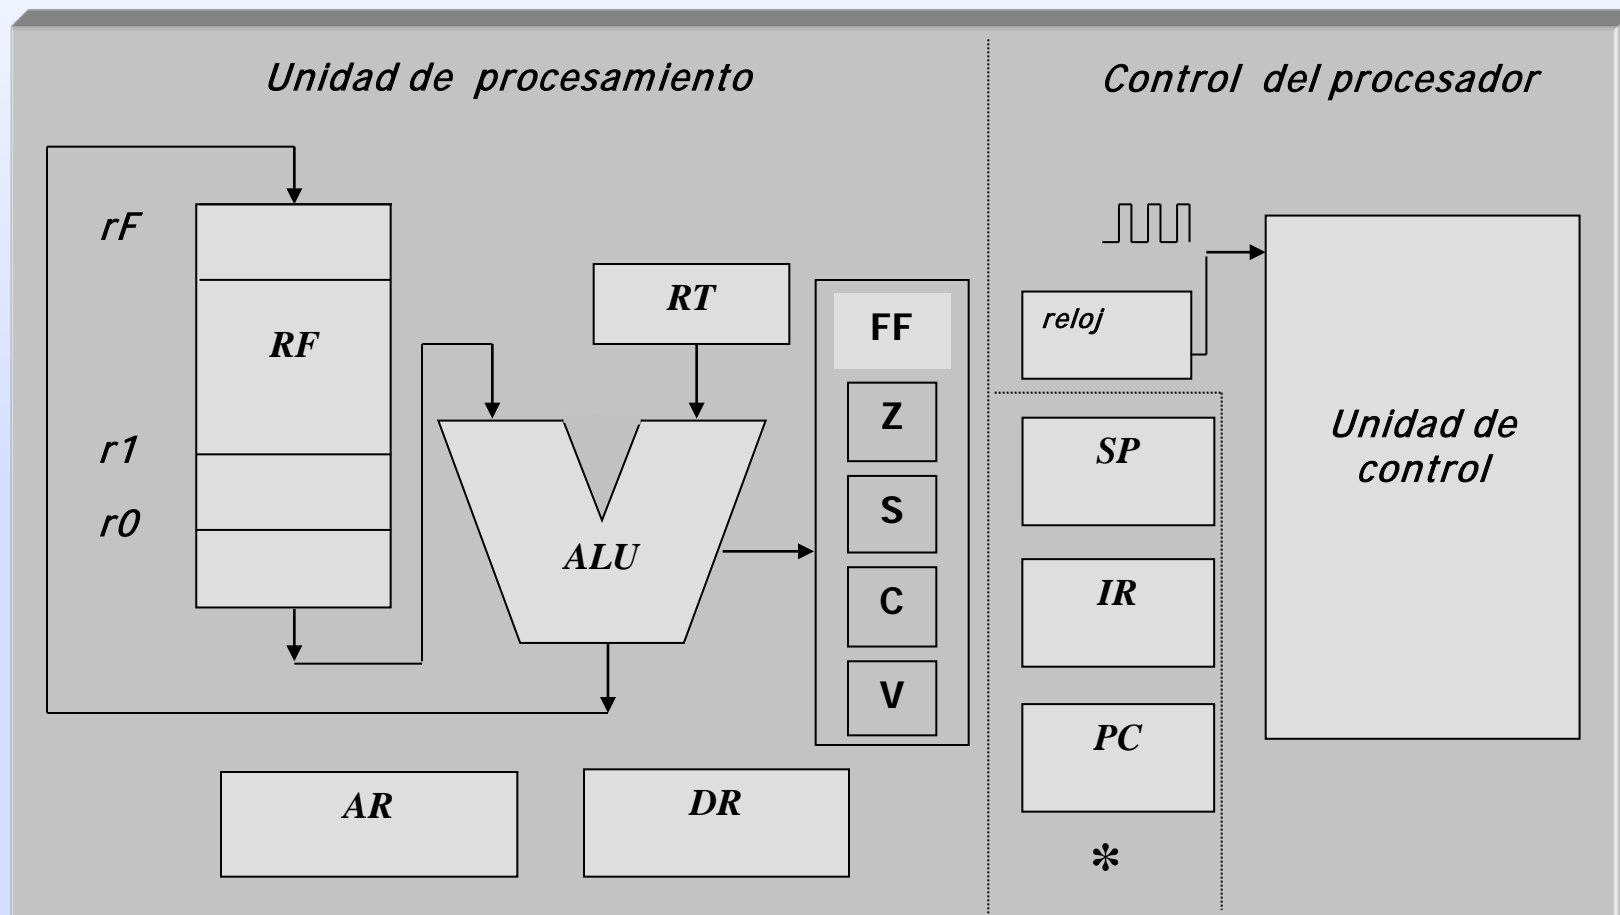 Unidad de procesamiento
Control del procesador
rF
RF
r1
r0
RT
ALU
FF
Z
S
C
V
AR
DR
reloj
SP
IR
PC
*
Unidad de
control